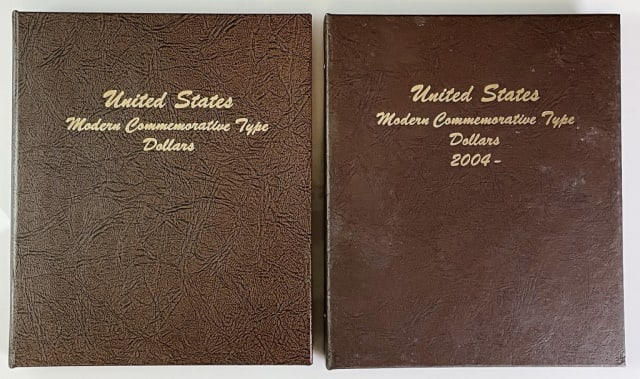 United States
Modern Commemorative Type
Dollars
United States
Modern Commemorative Type
Dollars
2004-